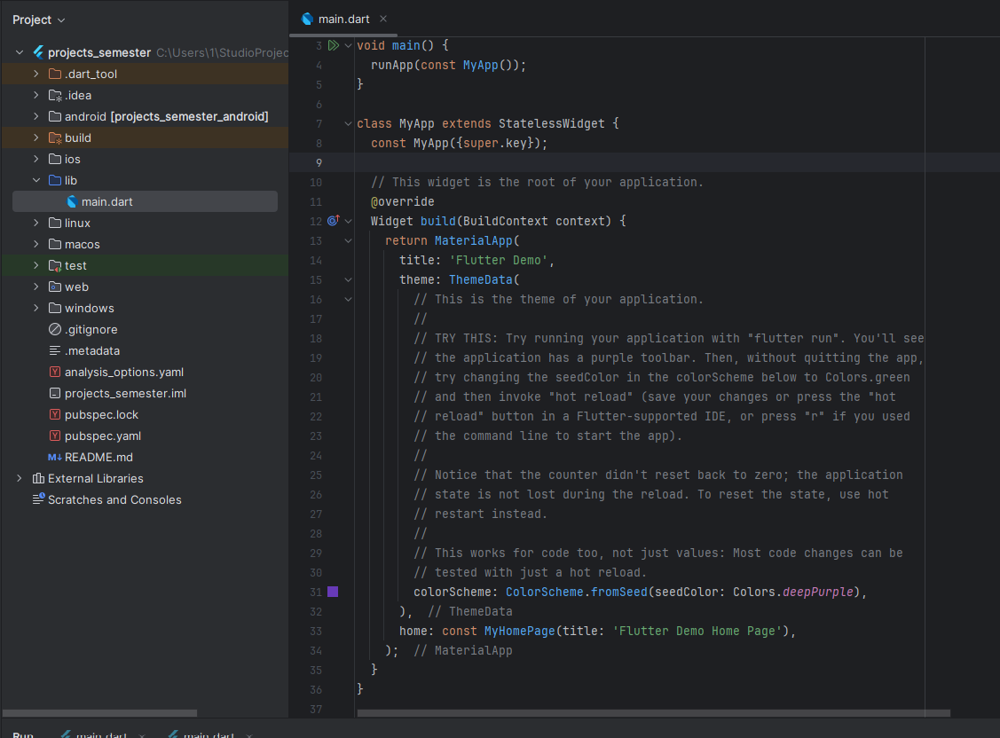 Project
projects_semester C:\Users\1\StudioProjec
.dart_tool
.idea
android [projects_semester_android]
build
ios
lib
main.dart
linux
macos
test
web
windows
.gitignore
.metadata
analysis_options.yaml
projects_semester.iml
pubspec.lock
pubspec.yaml
README.md
External Libraries
Scratches and Consoles
main.dart
3 void main() {
4   runApp(const MyApp());
5 }
6
7 class MyApp extends StatelessWidget {
8   const MyApp({super.key});
9
10   // This widget is the root of your application.
11   @override
12   Widget build(BuildContext context) {
13     return MaterialApp(
14       title: 'Flutter Demo',
15       theme: ThemeData(
16         // This is the theme of your application.
17         //
18         // TRY THIS: Try running your application with "flutter run". You'll see
19         // the application has a purple toolbar. Then, without quitting the app,
20         // try changing the seedColor in the colorScheme below to Colors.green
21         // and then invoke "hot reload" (save your changes or press the "hot
22         // reload" button in a Flutter-supported IDE, or press "r" if you used
23         // the command line to start the app).
24         //
25         // Notice that the counter didn't reset back to zero; the application
26         // state is not lost during the reload. To reset the state, use hot
27         // restart instead.
28         //
29         // This works for code too, not just values: Most code changes can be
30         // tested with just a hot reload.
31         colorScheme: ColorScheme.fromSeed(seedColor: Colors.deepPurple),
32       ),  // ThemeData
33       home: const MyHomePage(title: 'Flutter Demo Home Page'),
34     );  // MaterialApp
35   }
36 }
37
Run main.dart main.dart